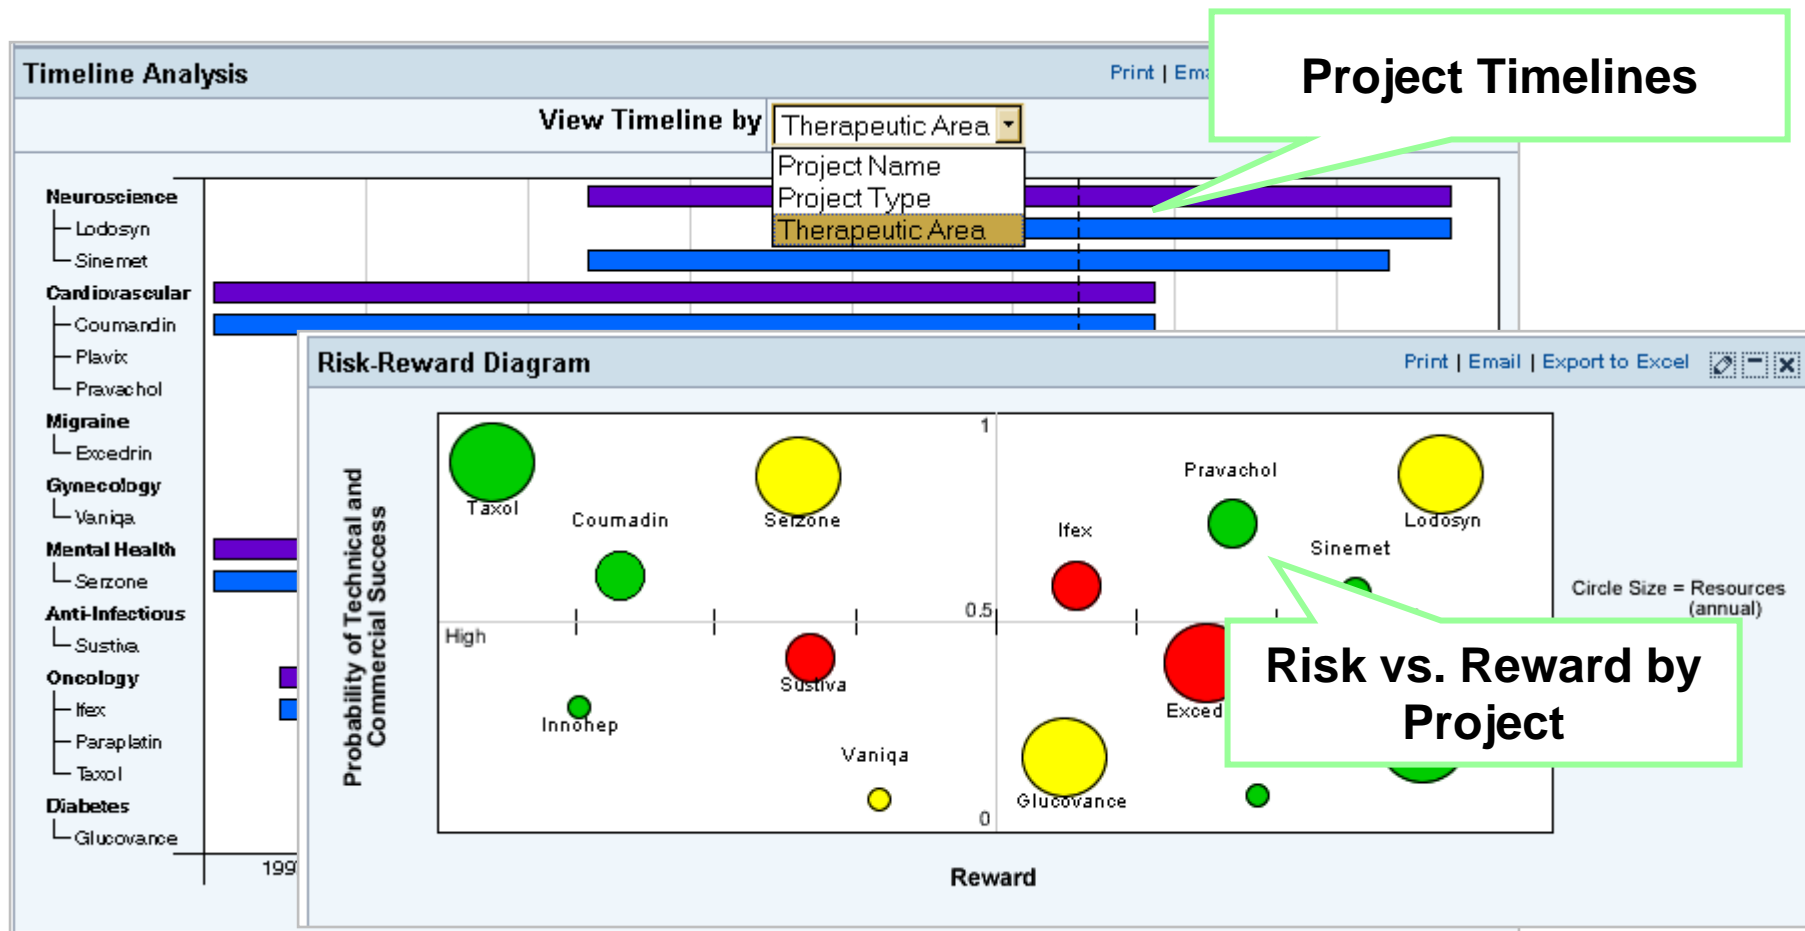 Project Timelines
Timeline Analysis
Print |
View Timeline by
Therapeutic Area
Project Name
Project Type
Therapeutic Area
Neuroscience
Lodosyn
Sinemet
Cardiovascular
Coumandin
Plavix
Pravachol
Migraine
Excedrin
Gynecology
Vaniqa
Mental Health
Serzone
Anti-Infectious
Sustiva
Oncology
Ifex
Paraplatin
Taxol
Diabetes
Glucovance
Risk-Reward Diagram
Print | Email | Export to Excel
Probability of Technical and
Commercial Success
1
0.5
0
High
Taxol
Coumadin
Serzone
Ifex
Pravachol
Lodosyn
Sinemet
Sustiva
Innohep
Vaniqa
Glucovance
Exced
Circle Size = Resources
(annual)
Risk vs. Reward by
Project
Reward